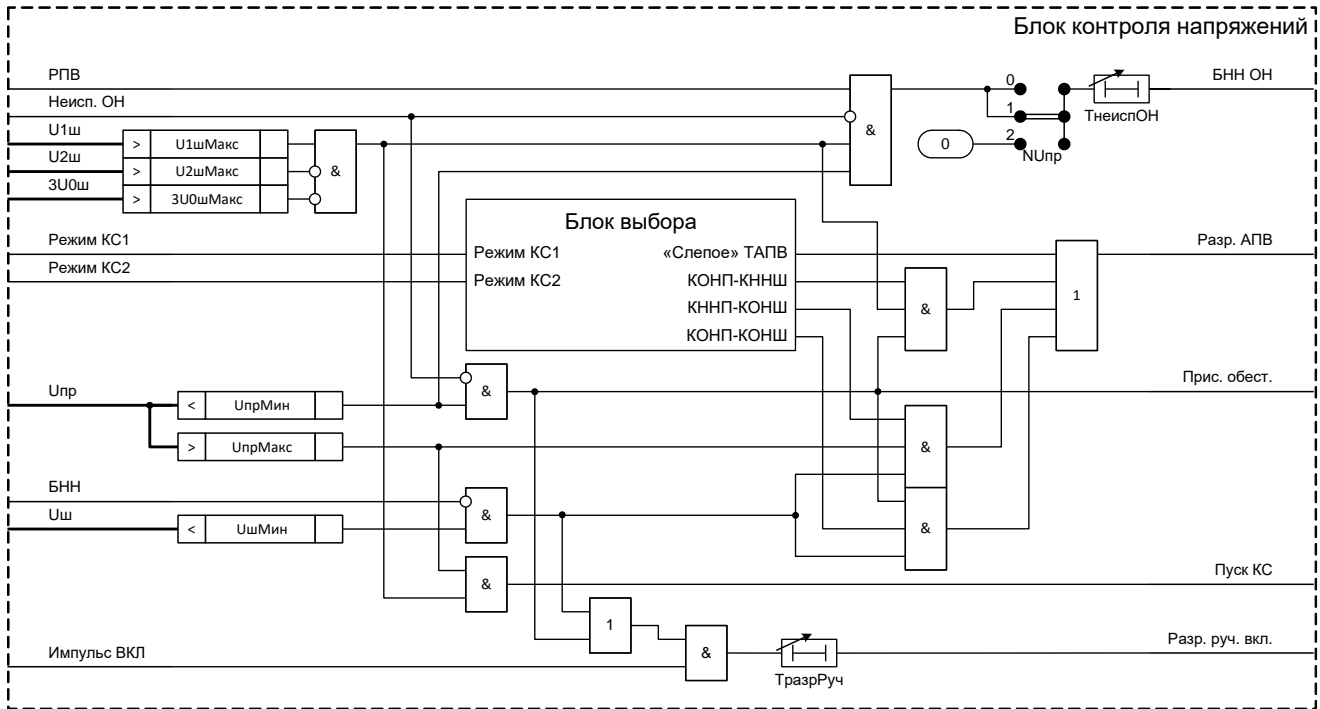 Блок контроля напряжений
РПВ
БНН ОН
Неисп. ОН
0
1
2
NUпр
ТнеиспОН
0
&
U1ш
> U1шМакс
U2ш
> U2шМакс
&
3U0ш
> 3U0шМакс
Блок выбора
Режим КС1
Режим КС1
«Слепое» ТАПВ
Разр. АПВ
Режим КС2
Режим КС2
КОНП-КННШ
КННП-КОНШ
КОНП-КОНШ
&
1
Uпр
< UпрМин
&
Прис. обест.
> UпрМакс
&
БНН
Uш
< UшМин
&
&
&
Пуск КС
1
Импульс ВКЛ
&
ТразрРуч
Разр. руч. вкл.